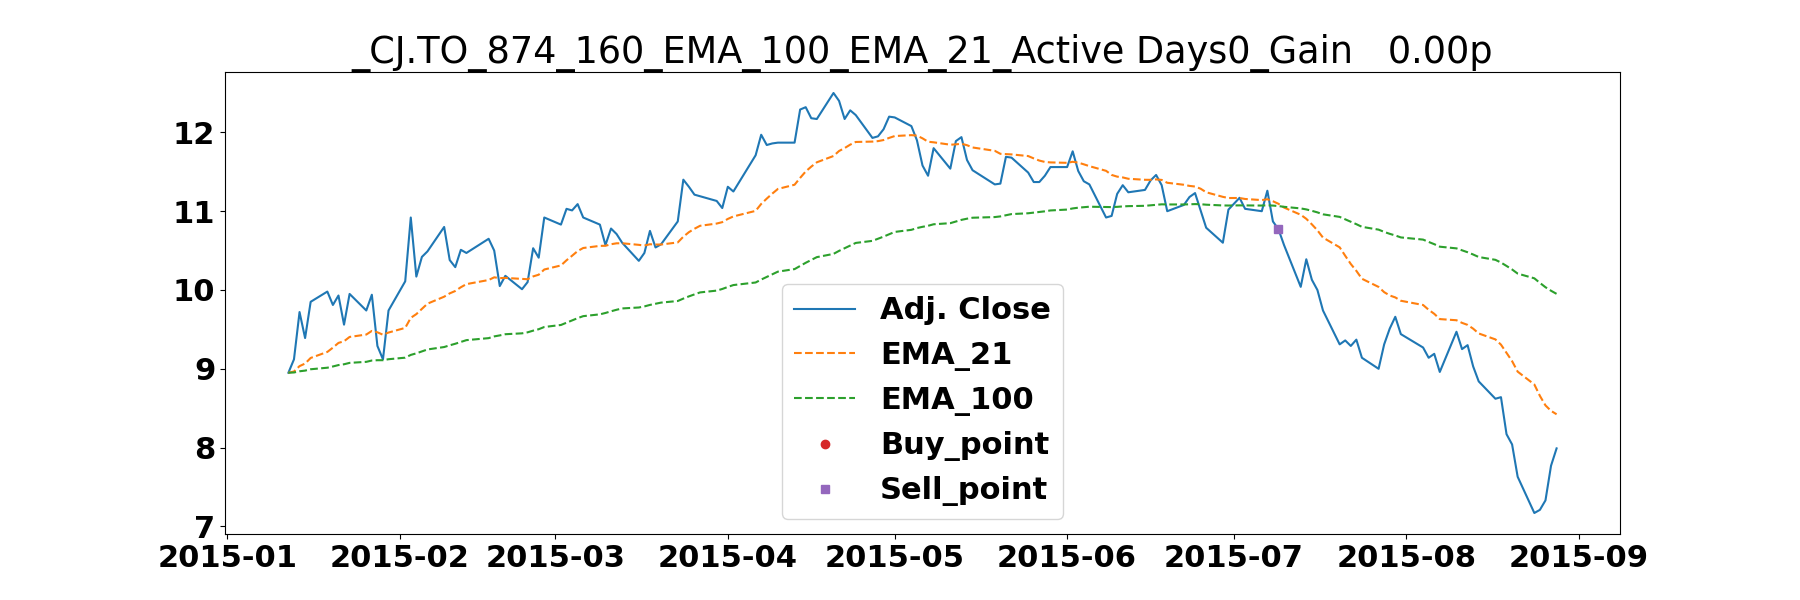 _CJ.TO_874_160_EMA_100_EMA_21_Active Days0_Gain   0.00p
12
11
10
9
8
7
Adj. Close
EMA_21
EMA_100
Buy_point
Sell_point
2015-01 2015-02 2015-03 2015-04 2015-05 2015-06 2015-07 2015-08 2015-09